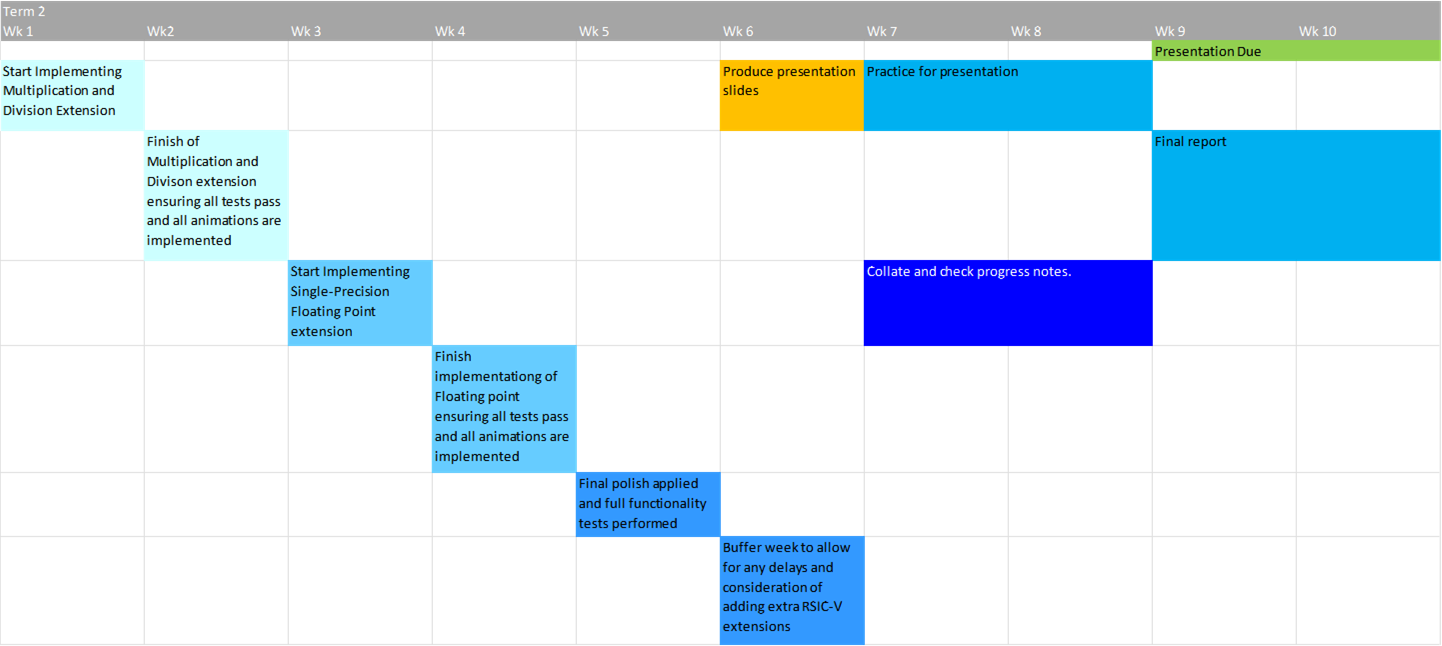 Term 2
Wk 1 Wk2 Wk 3 Wk 4 Wk 5 Wk 6 Wk 7 Wk 8 Wk 9 Wk 10
Presentation Due
Start Implementing
Multiplication and
Division Extension
Produce presentation
slides
Practice for presentation
Finish of
Multiplication and
Divison extension
ensuring all tests pass
and all animations are
implemented
Final report
Start Implementing
Single-Precision
Floating Point
extension
Collate and check progress notes.
Finish
implementationg of
Floating point
ensuring all tests pass
and all animations are
implemented
Final polish applied
and full functionality
tests performed
Buffer week to allow
for any delays and
consideration of
adding extra RSIC-V
extensions